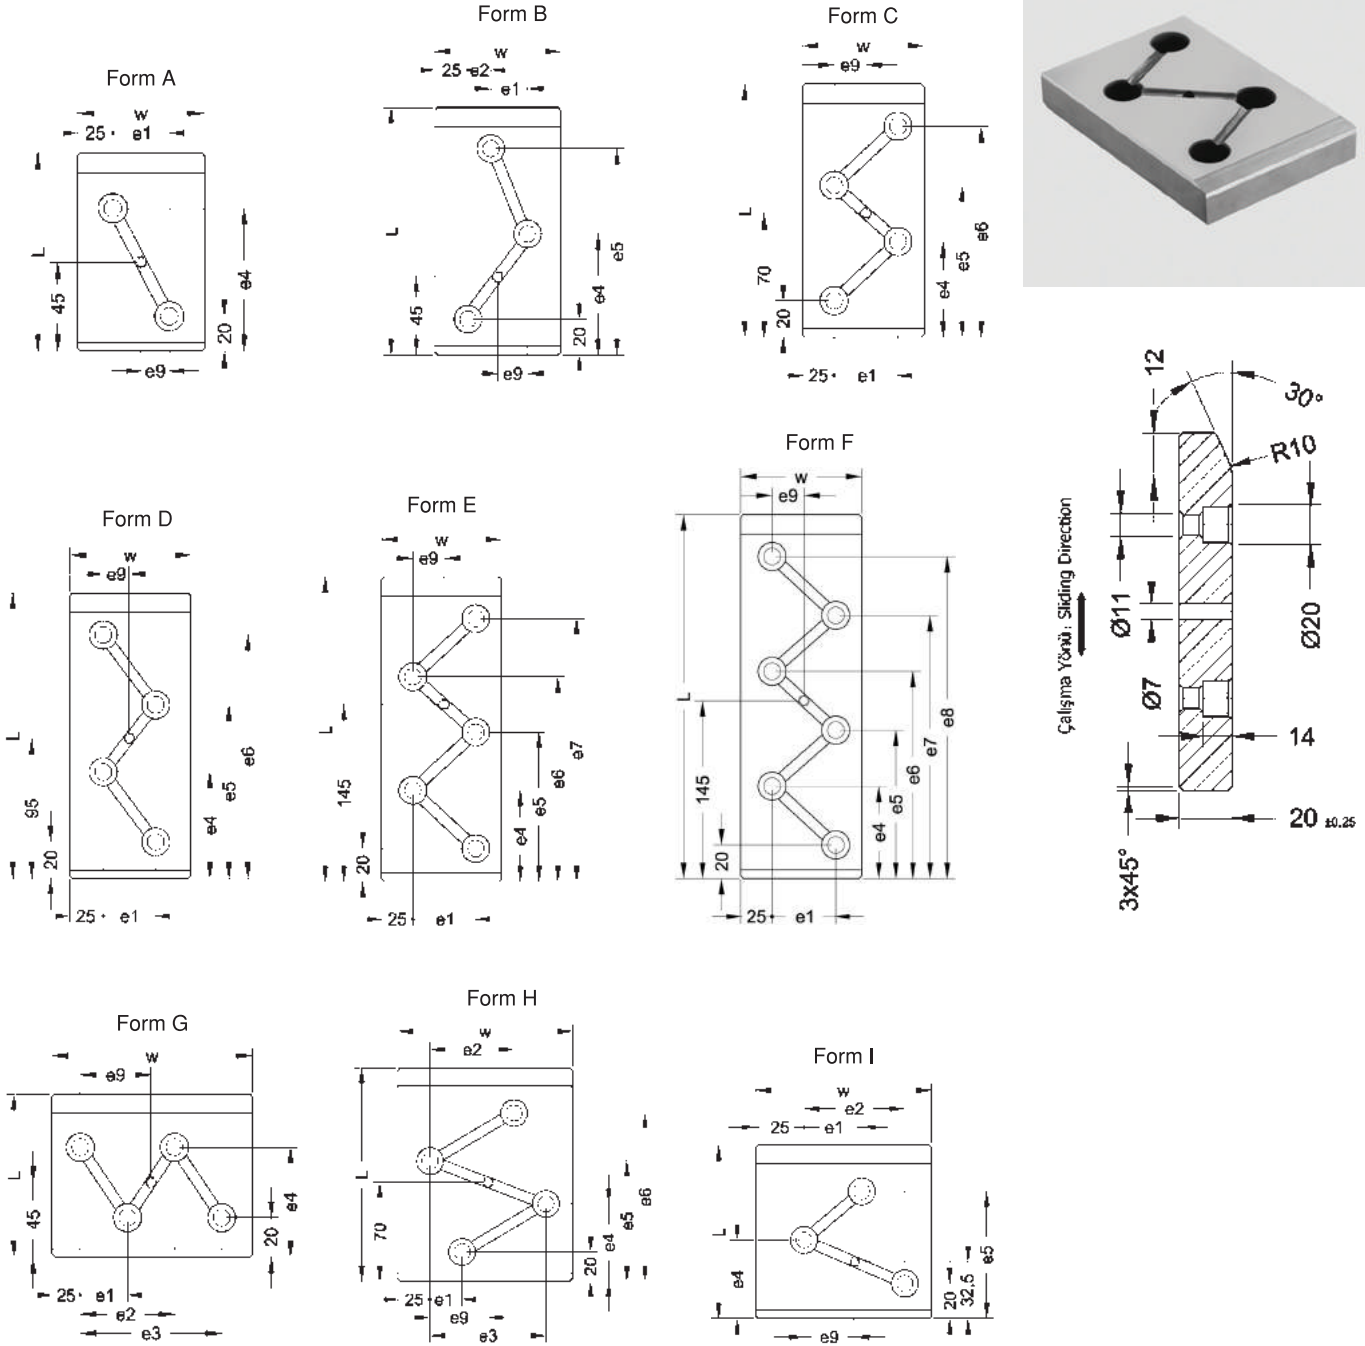 Form A
w
25 e1
L
45
e4
20
e9
Form B
w
25 e2
e1
L
45
e5
e4
20
e9
Form C
w
e9
L
70
20
e6
e5
e4
25 e1
Form D
w
e9
L
95
20
e6
e5
e4
25 e1
Form E
w
e9
L
145
20
e7
e6
e5
e4
25 e1
Form F
w
e9
L
145
20
e8
e7
e6
e5
e4
25 e1
12
30°
R10
Çalışma Yönü: Sliding Direction
Ø11
Ø20
Ø7
14
20 ±0.25
3x45°
Form G
w
e9
L
45
e4
20
25 e1
e2
e3
Form H
w
e2
L
70
e6
e5
e4
20
25 e1
e9
e3
Form I
w
e2
25 e1
L
e4
e5
32.5
20
e9